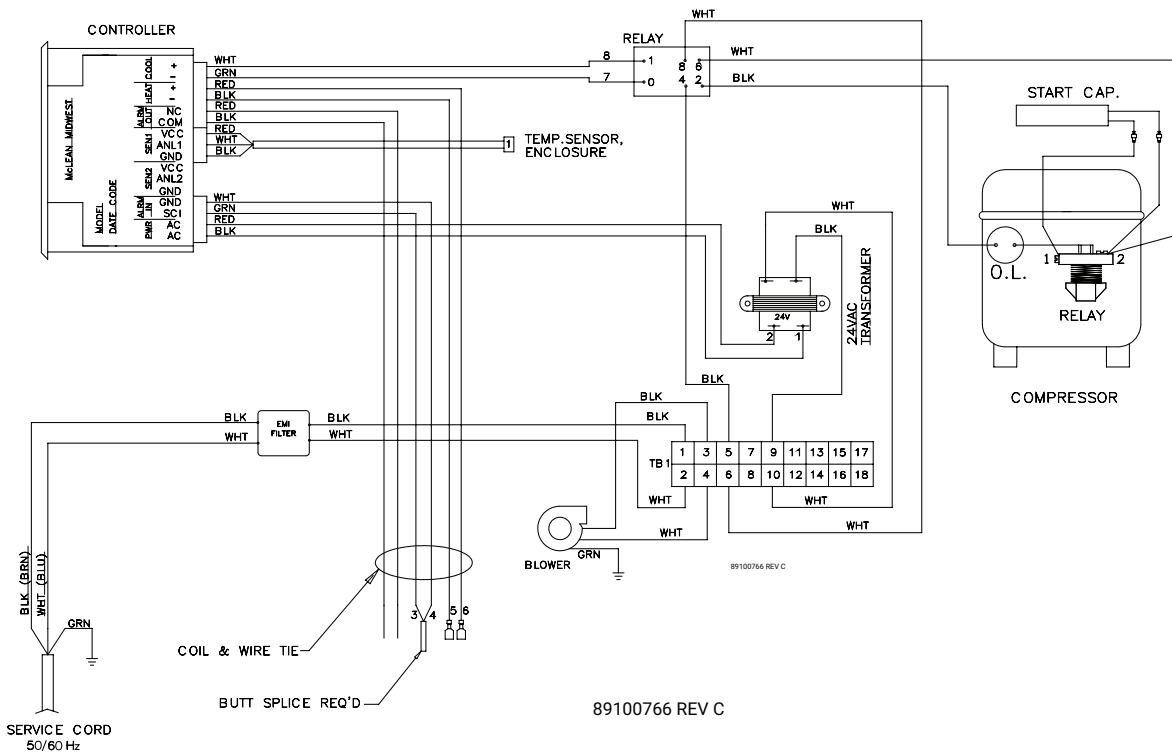 CONTROLLER
McLEAN MIDWEST
MODEL
DATE CODE
COOL
+
-
HEAT
+
-
ALRM
OUT
NC
COM
SEN1
VCC
ANL1
GND
SEN2
VCC
ANL2
GND
ALRM
IN
GND
SCI
PWR
AC
AC
WHT
GRN
RED
BLK
RED
BLK
RED
WHT
BLK
WHT
GRN
RED
BLK
1
TEMP.SENSOR,
ENCLOSURE
8
7
RELAY
1
0
8 6
4 2
WHT
WHT
BLK
START CAP.
O.L.
1
2
RELAY
COMPRESSOR
WHT
BLK
24V
2 1
24VAC
TRANSFORMER
BLK
BLK
BLK
BLK
WHT
EMI
FILTER
BLK
WHT
TB1
1 3 5 7 9 11 13 15 17
2 4 6 8 10 12 14 16 18
WHT
WHT
WHT
WHT
GRN
BLOWER
89100766 REV C
BLK (BRN)
WHT (BLU)
GRN
3 4
5 6
COIL & WIRE TIE
BUTT SPLICE REQ'D
SERVICE CORD
50/60 Hz
89100766 REV C